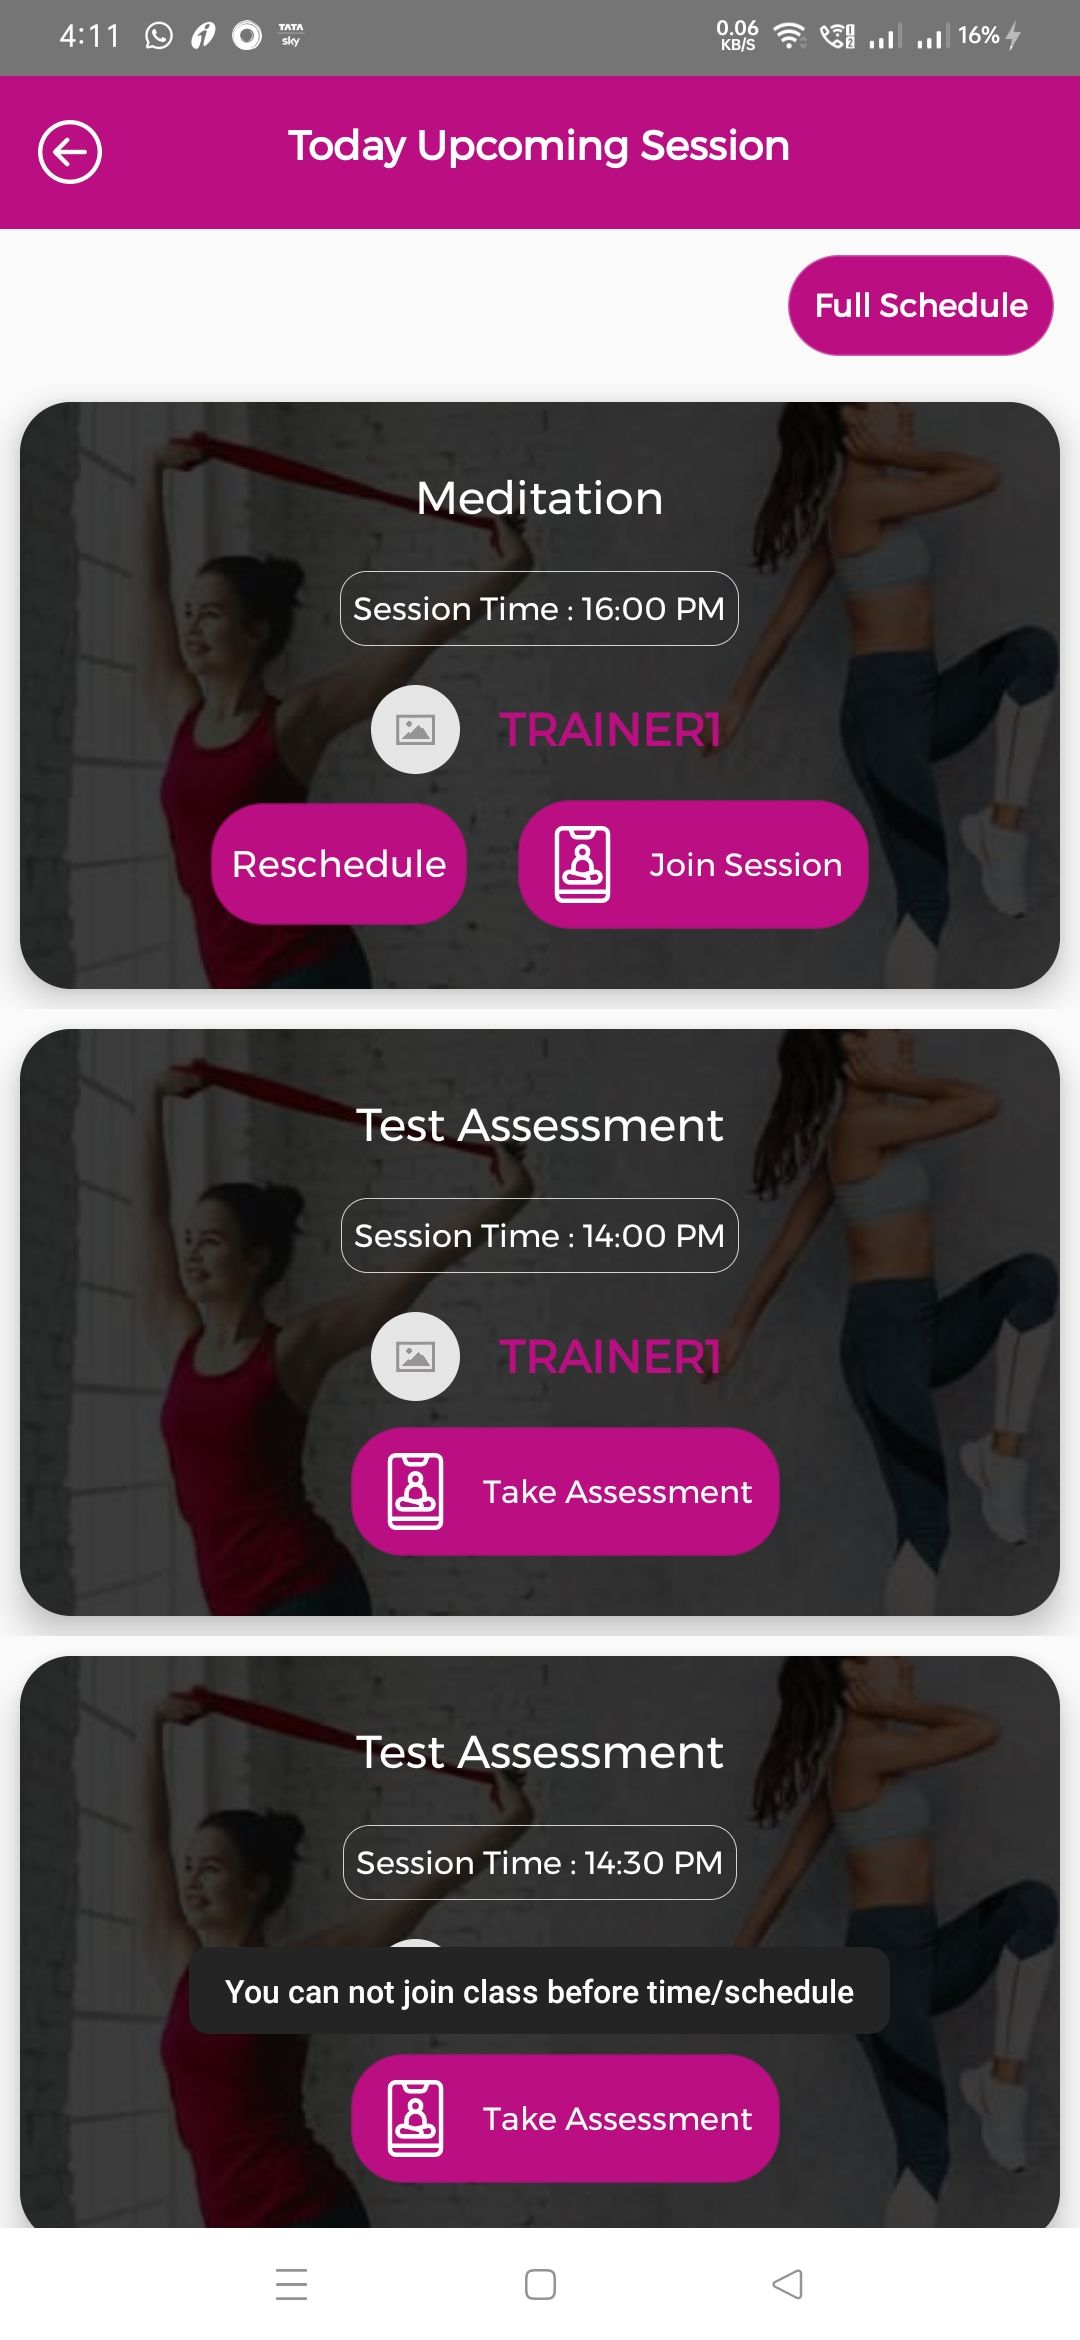 4:11
TATA
sky
0.06
KB/S
1
2
16%
Today Upcoming Session
Full Schedule
Meditation
Session Time : 16:00 PM
TRAINER1
Reschedule
Join Session
Test Assessment
Session Time : 14:00 PM
TRAINER1
Take Assessment
Test Assessment
Session Time : 14:30 PM
You can not join class before time/schedule
Take Assessment